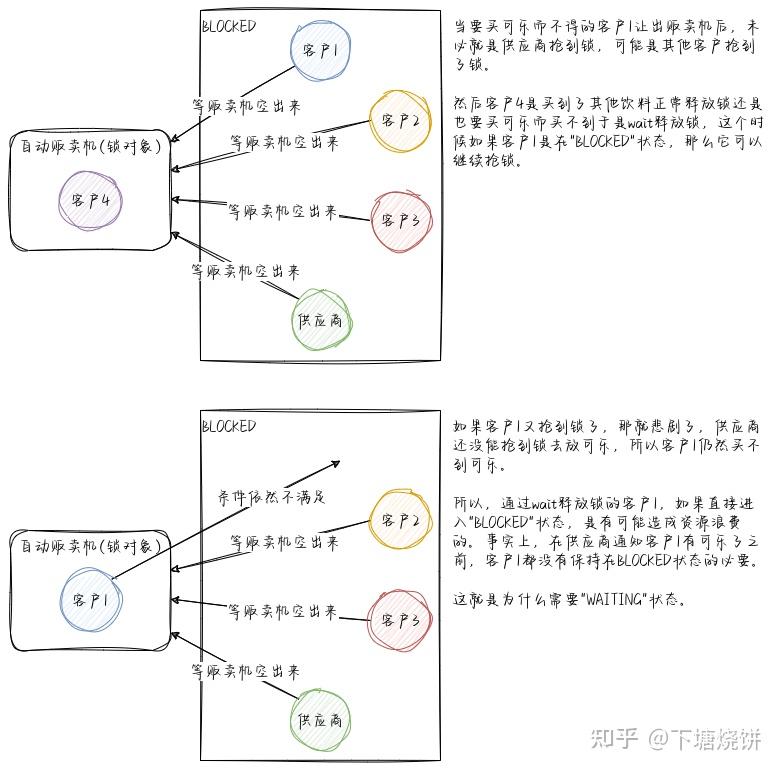 BLOCKED
客户1
等贩卖机空出来
客户2
自动贩卖机(锁对象)
等贩卖机空出来
客户4
等贩卖机空出来
客户3
等贩卖机空出来
供应商
当要买可乐而不得的客户1让出贩卖机后，未
必就是供应商抢到锁，可能是其他客户抢到
了锁。
然后客户4是买到了其他饮料正常释放锁还是
也要买可乐而买不到于是wait释放锁，这个时
候如果客户1是在"BLOCKED"状态，那么它可以
继续抢锁。
BLOCKED
条件依然不满足
客户2
自动贩卖机(锁对象)
等贩卖机空出来
客户1
等贩卖机空出来
客户3
等贩卖机空出来
供应商
如果客户1又抢到锁了，那就悲剧了，供应商
还没能抢到锁去放可乐，所以客户1仍然买不
到可乐。
所以，通过wait释放锁的客户1，如果直接进
入"BLOCKED"状态，是有可能造成资源浪费
的。事实上，在供应商通知客户1有可乐了之
前，客户1都没有保持在BLOCKED状态的必要。
这就是为什么需要"WAITING"状态。
知乎 @下塘烧饼